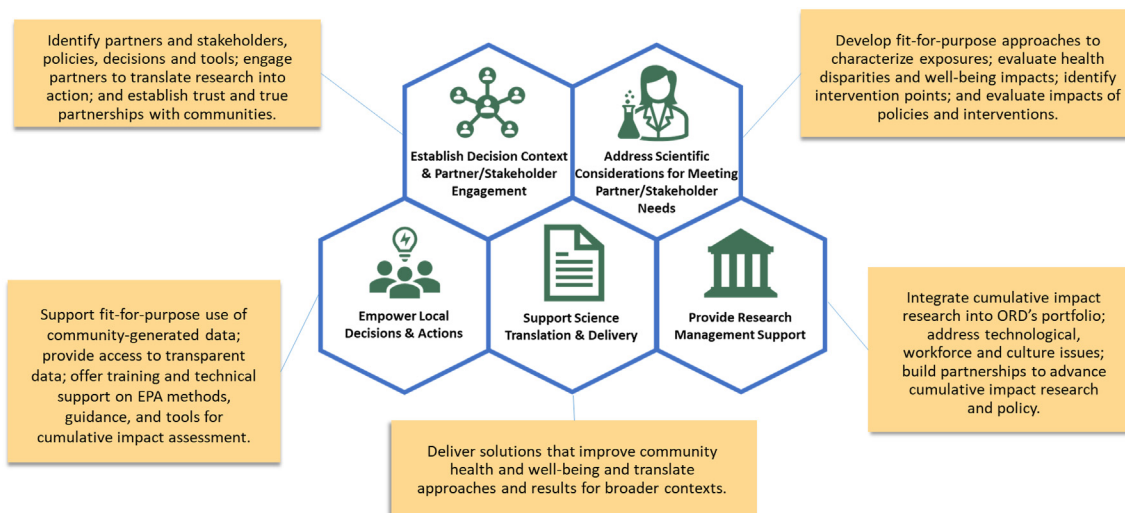 Identify partners and stakeholders,
policies, decisions and tools; engage
partners to translate research into
action; and establish trust and true
partnerships with communities.
Develop fit-for-purpose approaches to
characterize exposures; evaluate health
disparities and well-being impacts; identify
intervention points; and evaluate impacts of
policies and interventions.
Establish Decision Context
& Partner/Stakeholder
Engagement
Address Scientific
Considerations for Meeting
Partner/Stakeholder
Needs
Empower Local
Decisions & Actions
Support Science
Translation & Delivery
Provide Research
Management Support
Support fit-for-purpose use of
community-generated data;
provide access to transparent
data; offer training and technical
support on EPA methods,
guidance, and tools for
cumulative impact assessment.
Deliver solutions that improve community
health and well-being and translate
approaches and results for broader contexts.
Integrate cumulative impact
research into ORD’s portfolio;
address technological,
workforce and culture issues;
build partnerships to advance
cumulative impact research
and policy.